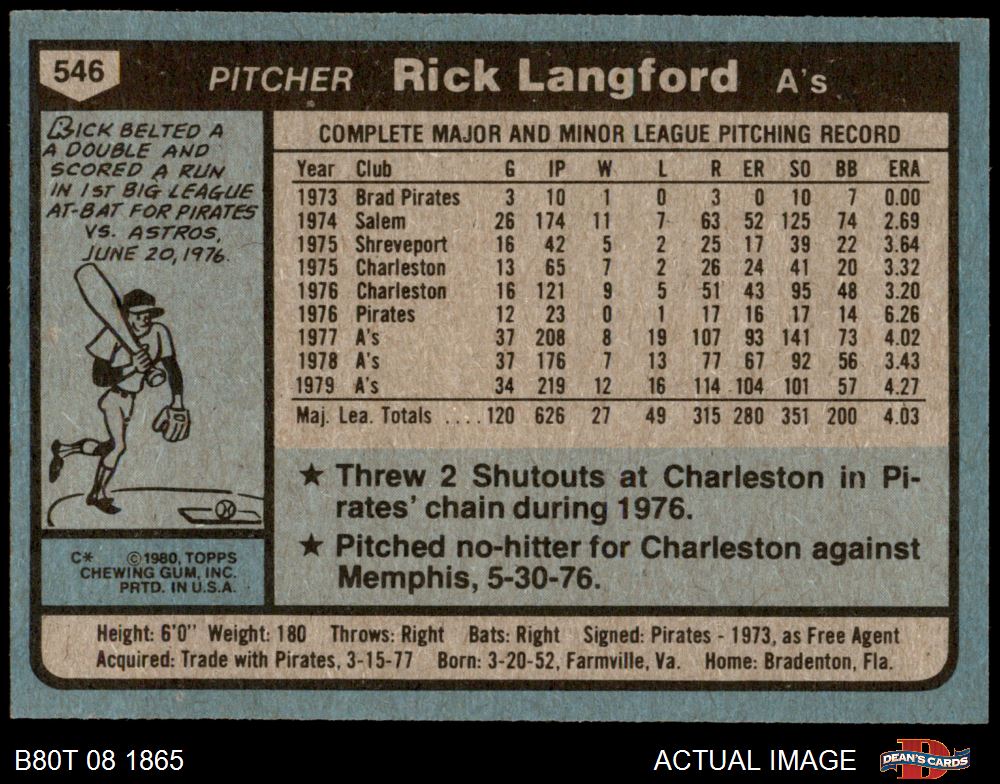 546
PITCHER Rick Langford A's
RICK BELTED A
A DOUBLE AND
SCORED A RUN
IN 1ST BIG LEAGUE
AT-BAT FOR PIRATES
VS. ASTROS,
JUNE 20, 1976.
C* ©1980, TOPPS
CHEWING GUM, INC.
PRTD. IN U.S.A.
COMPLETE MAJOR AND MINOR LEAGUE PITCHING RECORD
Year Club G IP W L R ER SO BB ERA
1973 Brad Pirates 3 10 1 0 3 0 10 7 0.00
1974 Salem 26 174 11 7 63 52 125 74 2.69
1975 Shreveport 16 42 5 2 25 17 39 22 3.64
1975 Charleston 13 65 7 2 26 24 41 20 3.32
1976 Charleston 16 121 9 5 51 43 95 48 3.20
1976 Pirates 12 23 0 1 17 16 17 14 6.26
1977 A's 37 208 8 19 107 93 141 73 4.02
1978 A's 37 176 7 13 77 67 92 56 3.43
1979 A's 34 219 12 16 114 104 101 57 4.27
Maj. Lea. Totals ....120 626 27 49 315 280 351 200 4.03
★ Threw 2 Shutouts at Charleston in Pi-
rates' chain during 1976.
★ Pitched no-hitter for Charleston against
Memphis, 5-30-76.
Height: 6'0" Weight: 180 Throws: Right Bats: Right Signed: Pirates - 1973, as Free Agent
Acquired: Trade with Pirates, 3-15-77 Born: 3-20-52, Farmville, Va. Home: Bradenton, Fla.
B80T 08 1865 ACTUAL IMAGE DEAN'S CARDS